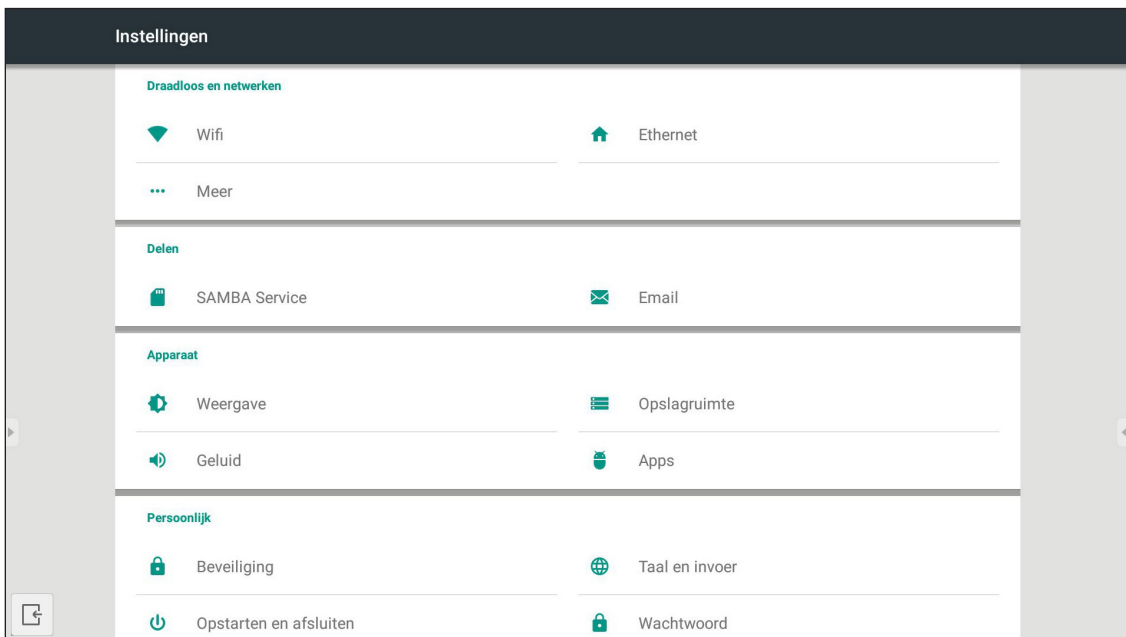 Instellingen
Draadloos en netwerken
Wifi
Ethernet
Meer
Delen
SAMBA Service
Email
Apparaat
Weergave
Opslagruimte
Geluid
Apps
Persoonlijk
Beveiliging
Taal en invoer
Opstarten en afsluiten
Wachtwoord